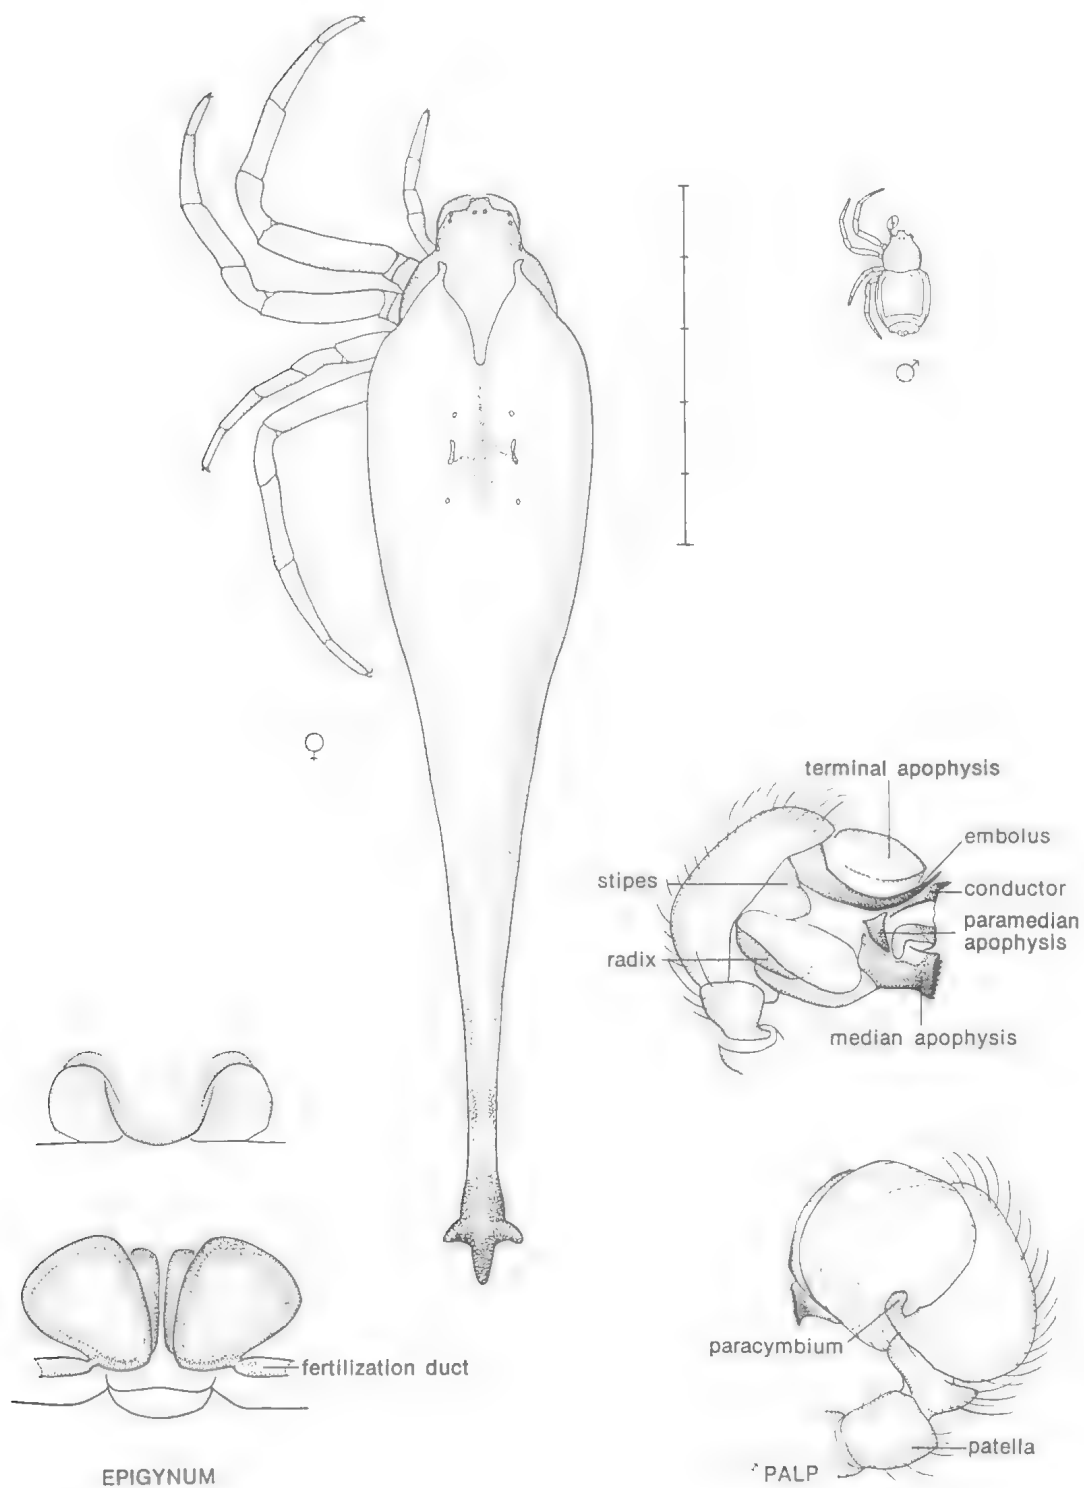 ♂
♀
terminal apophysis
embolus
stipes
conductor
paramedian
apophysis
radix
median apophysis
fertilization duct
paracymbium
patella
EPIGYNUM
♂ PALP